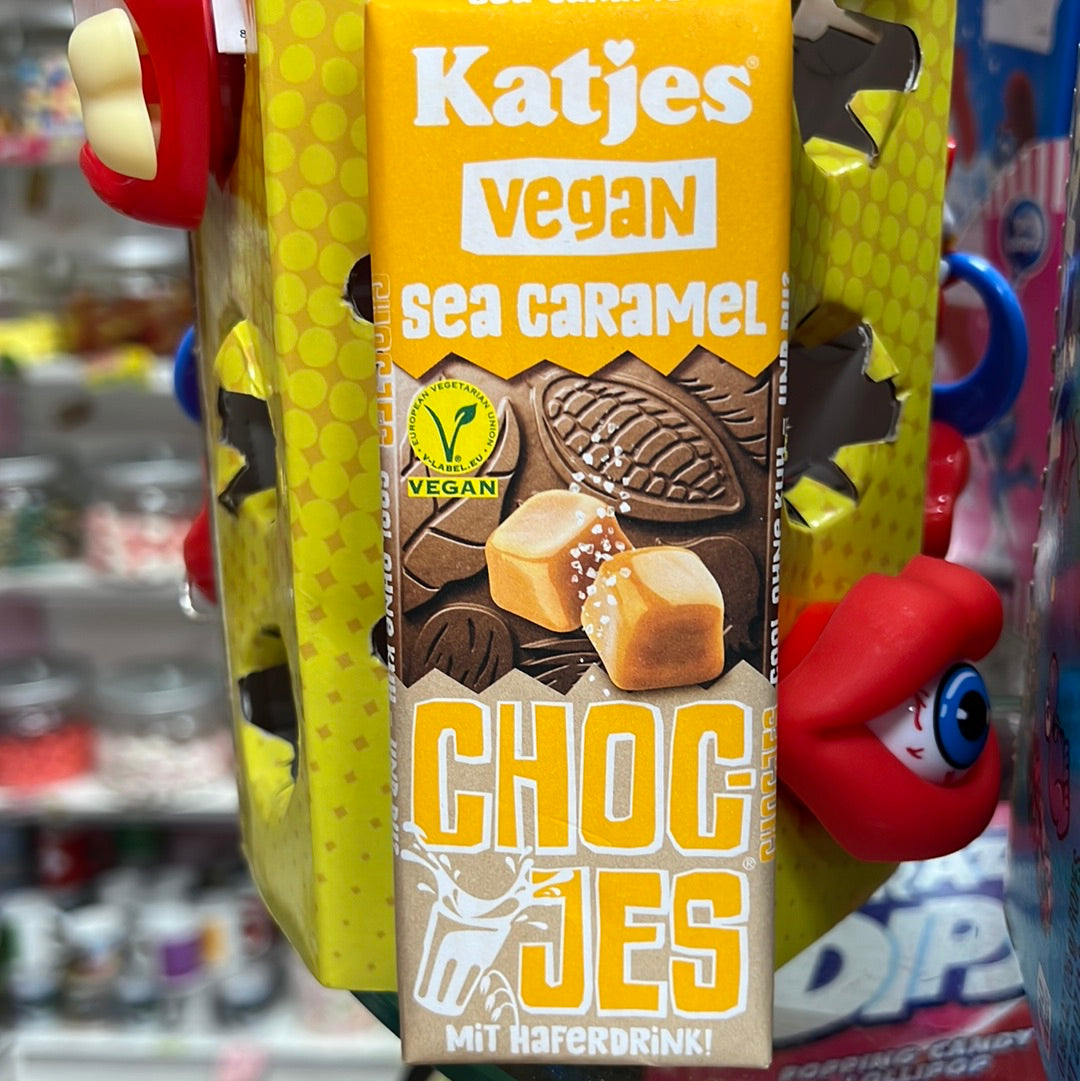 Katjes®
vegan
sea caramel
EUROPEAN VEGETARIAN UNION
V-LABEL.EU
VEGAN
CHOC
JES®
MIT HAFERDRINK!
POPPING CANDY
LOLLIPOP